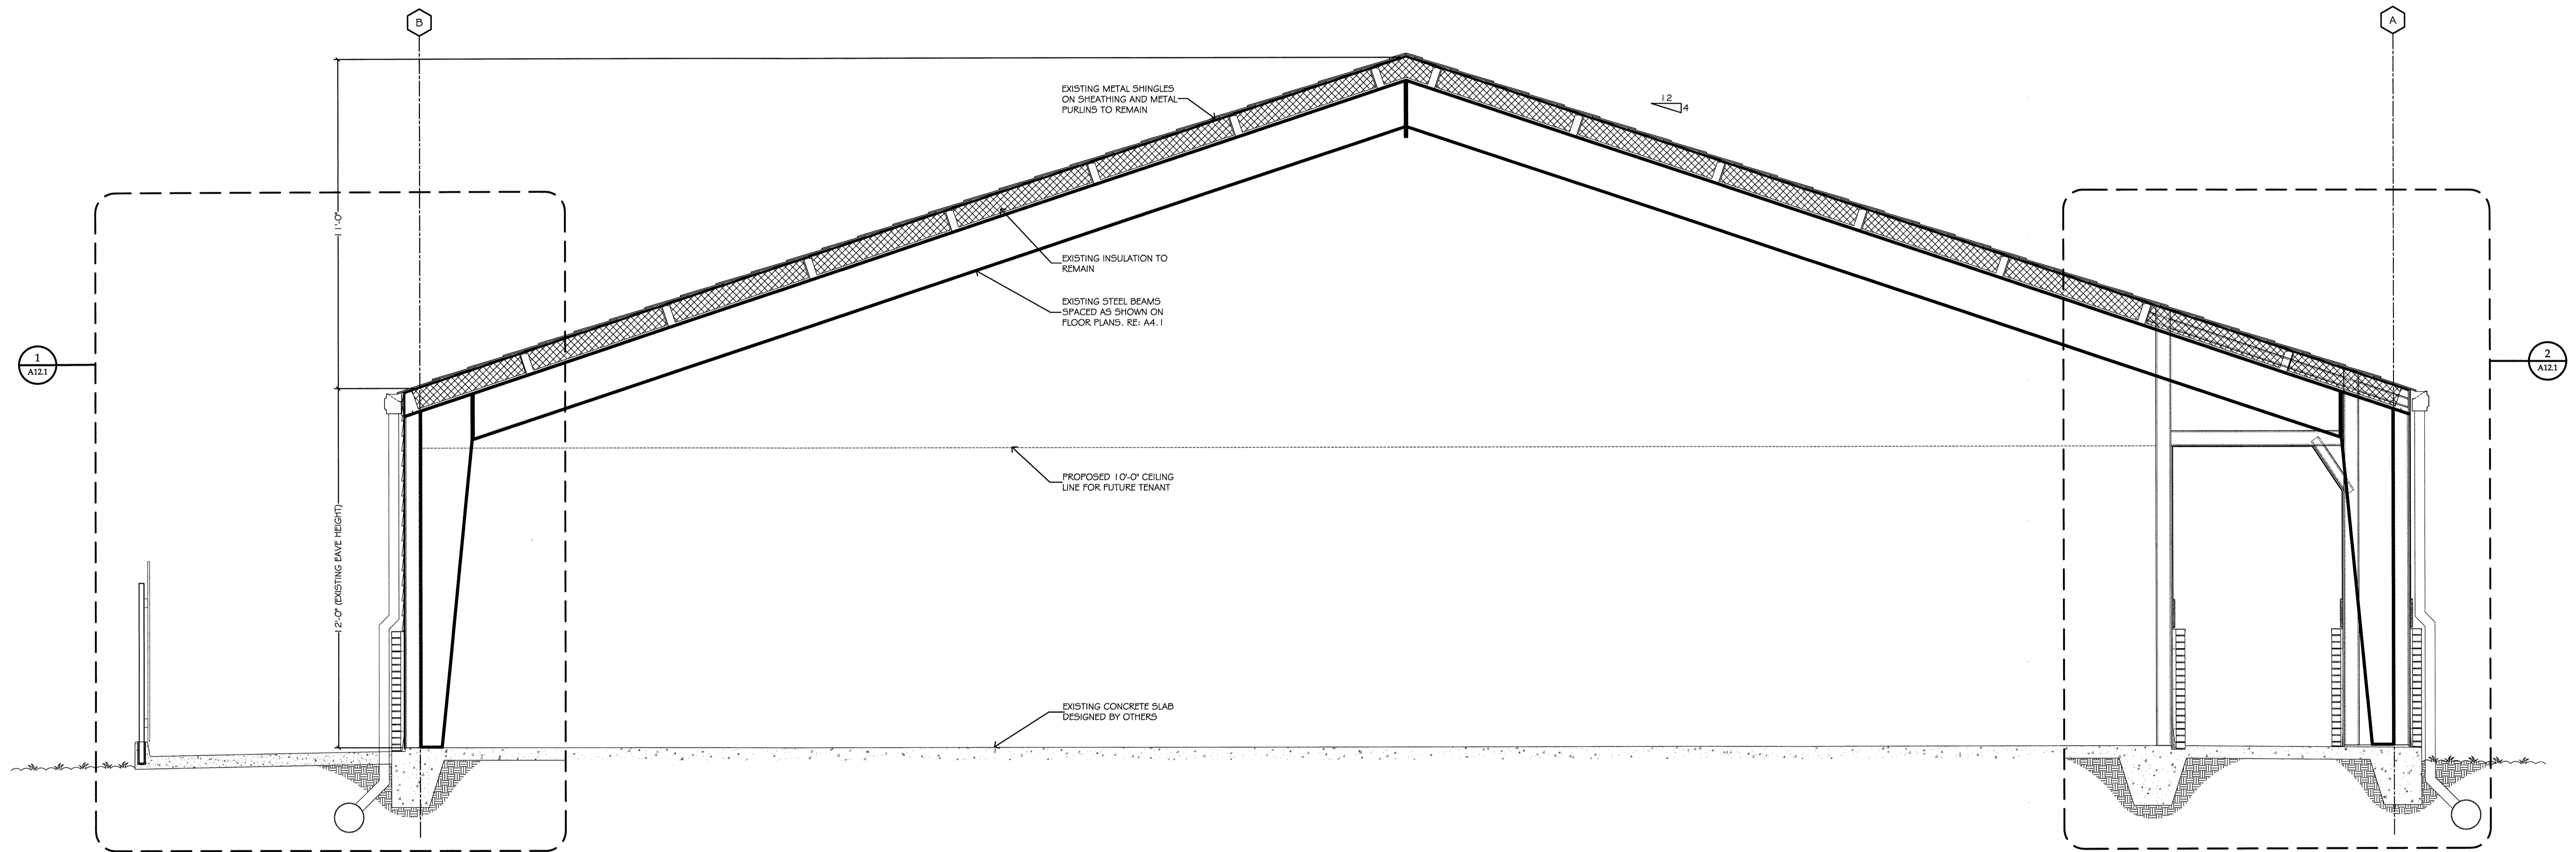 B
A
EXISTING METAL SHINGLES
ON SHEATHING AND METAL
PURLINS TO REMAIN
12
4
11'-0"
EXISTING INSULATION TO
REMAIN
EXISTING STEEL BEAMS
SPACED AS SHOWN ON
FLOOR PLANS. RE: A4.1
1
A12.1
2
A12.1
PROPOSED 10'-0" CEILING
LINE FOR FUTURE TENANT
12'-0" (EXISTING EAVE HEIGHT)
EXISTING CONCRETE SLAB
DESIGNED BY OTHERS